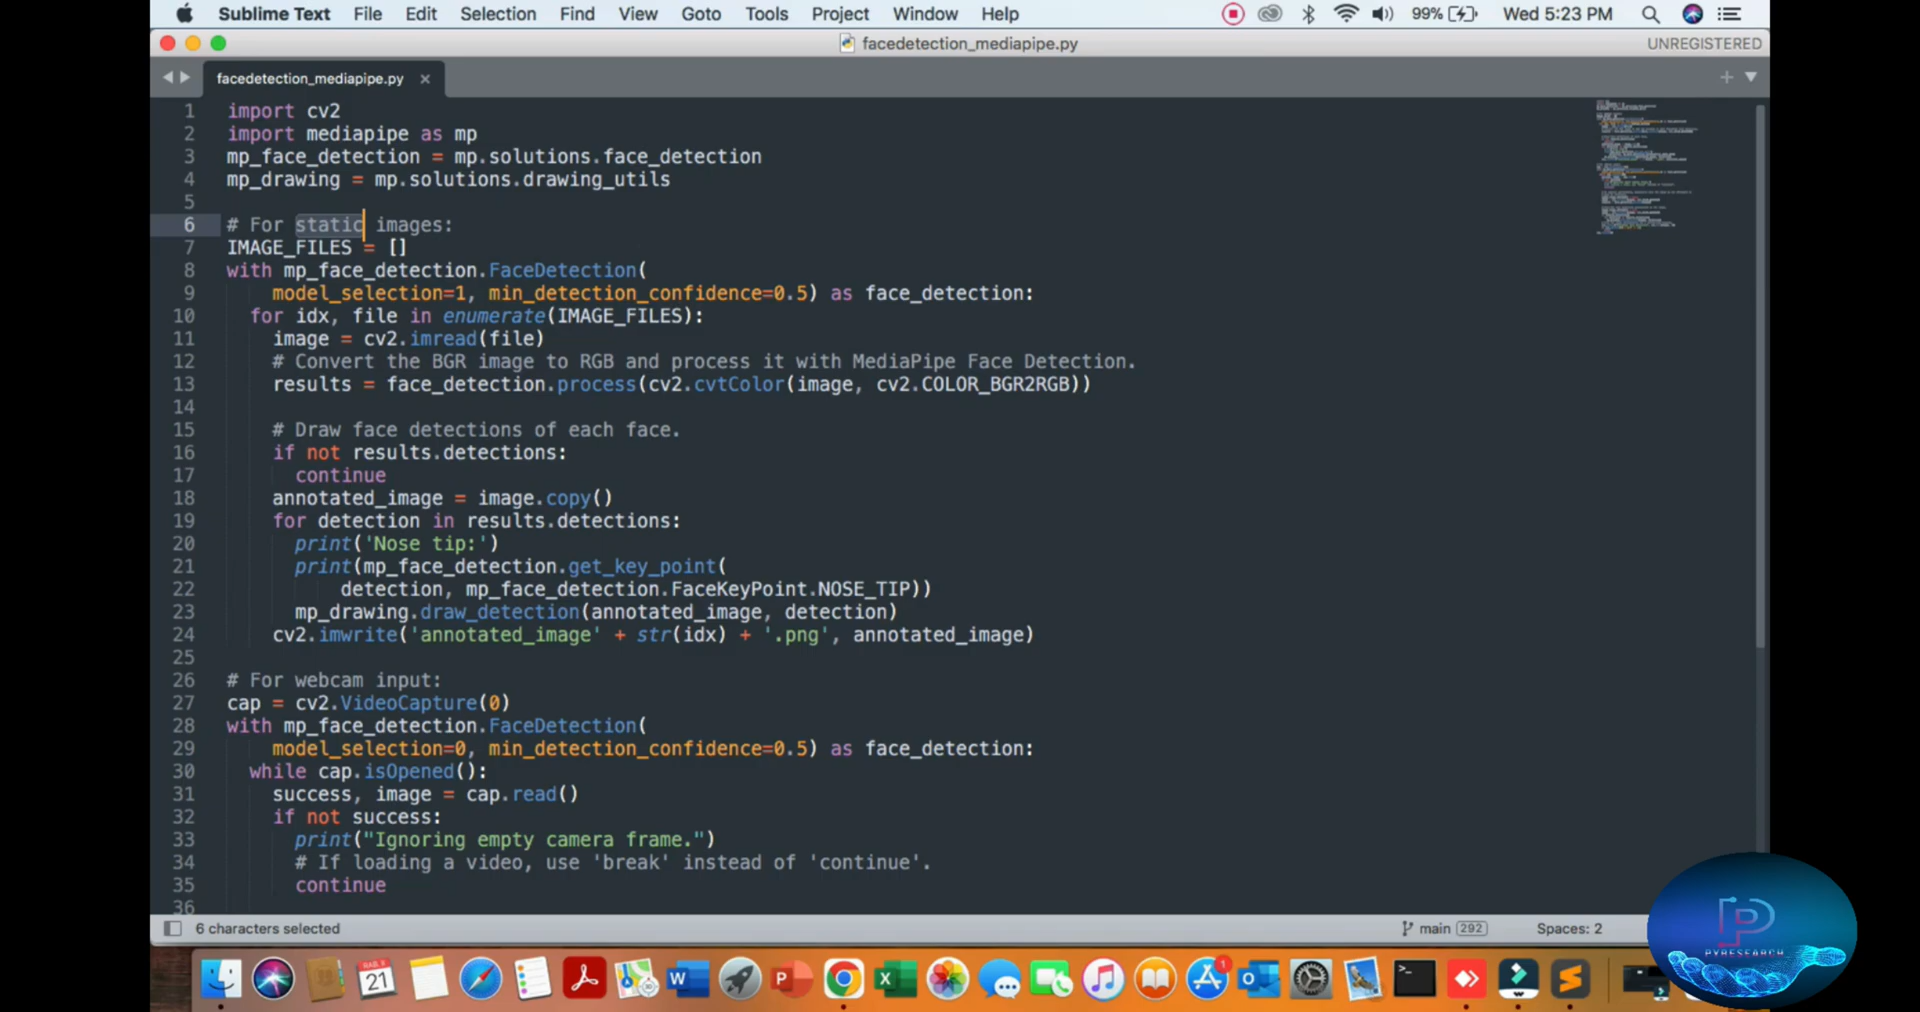 Sublime Text File Edit Selection Find View Goto Tools Project Window Help 99% Wed 5:23 PM
facedetection_mediapipe.py UNREGISTERED
facedetection_mediapipe.py ×
1 import cv2
2 import mediapipe as mp
3 mp_face_detection = mp.solutions.face_detection
4 mp_drawing = mp.solutions.drawing_utils
5
6 # For static images:
7 IMAGE_FILES = []
8 with mp_face_detection.FaceDetection(
9 model_selection=1, min_detection_confidence=0.5) as face_detection:
10 for idx, file in enumerate(IMAGE_FILES):
11 image = cv2.imread(file)
12 # Convert the BGR image to RGB and process it with MediaPipe Face Detection.
13 results = face_detection.process(cv2.cvtColor(image, cv2.COLOR_BGR2RGB))
14
15 # Draw face detections of each face.
16 if not results.detections:
17 continue
18 annotated_image = image.copy()
19 for detection in results.detections:
20 print('Nose tip:')
21 print(mp_face_detection.get_key_point(
22 detection, mp_face_detection.FaceKeyPoint.NOSE_TIP))
23 mp_drawing.draw_detection(annotated_image, detection)
24 cv2.imwrite('annotated_image' + str(idx) + '.png', annotated_image)
25
26 # For webcam input:
27 cap = cv2.VideoCapture(0)
28 with mp_face_detection.FaceDetection(
29 model_selection=0, min_detection_confidence=0.5) as face_detection:
30 while cap.isOpened():
31 success, image = cap.read()
32 if not success:
33 print("Ignoring empty camera frame.")
34 # If loading a video, use 'break' instead of 'continue'.
35 continue
36
6 characters selected main 292 Spaces: 2
PYRESEARCH
21
1